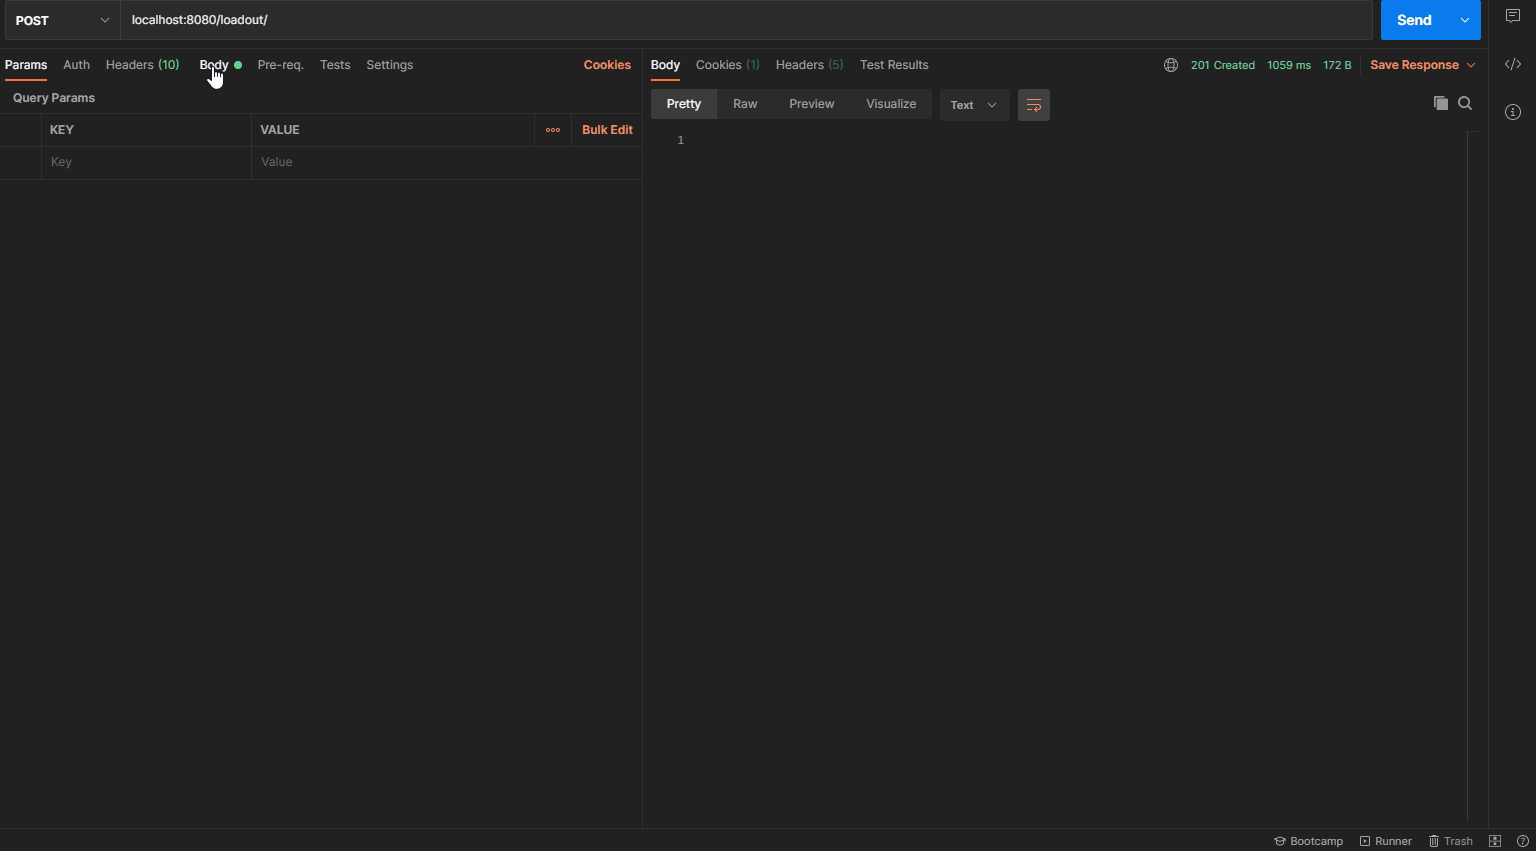 POST
localhost:8080/loadout/
Send
Params Auth Headers (10) Body Pre-req. Tests Settings Cookies
Query Params
KEY VALUE Bulk Edit
Key Value
Body Cookies (1) Headers (5) Test Results 201 Created 1059 ms 172 B Save Response
Pretty Raw Preview Visualize Text
1
Bootcamp Runner Trash